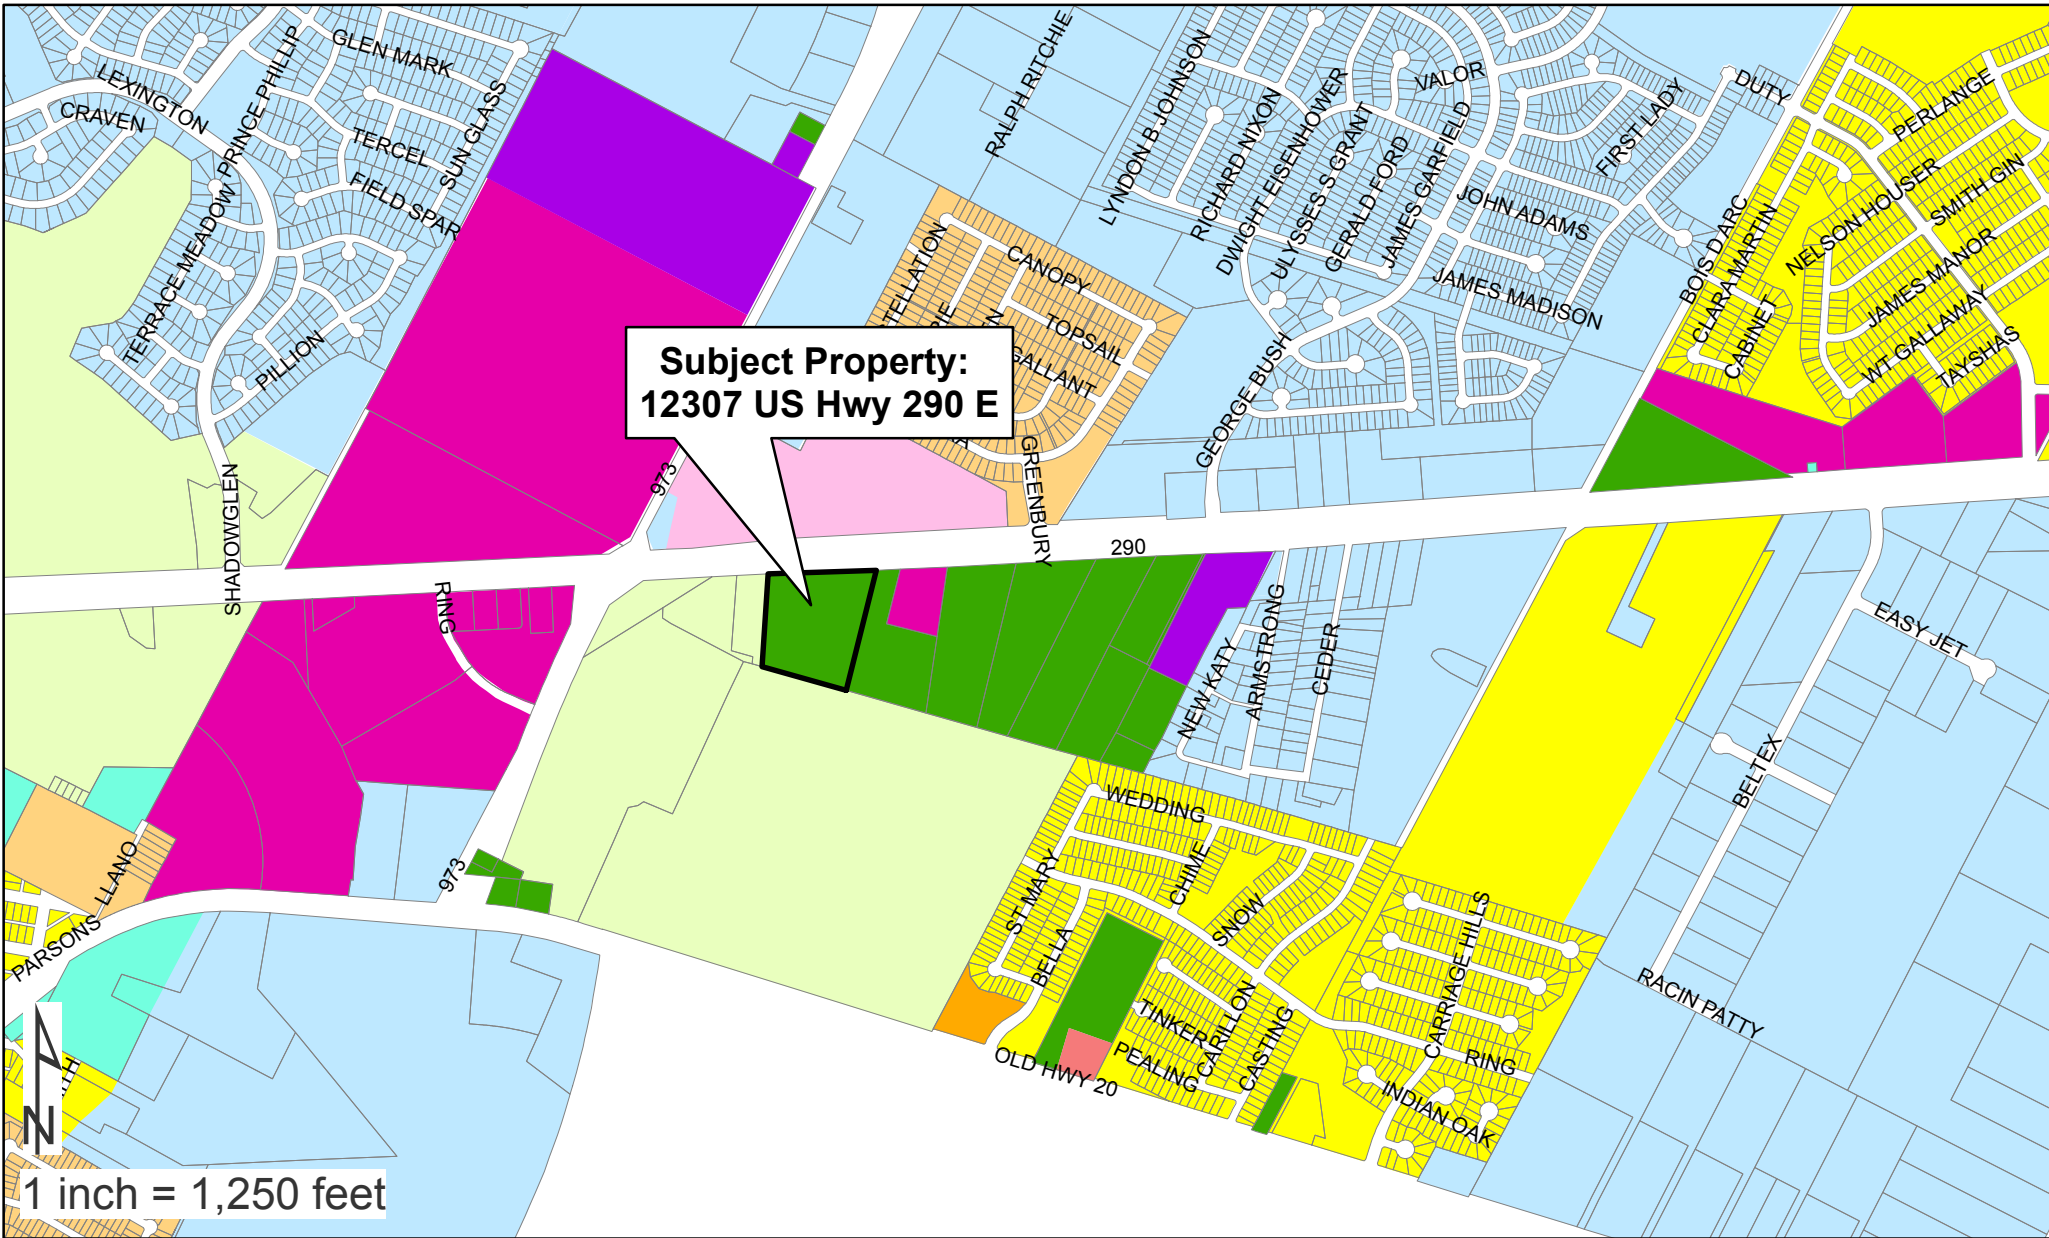 GLEN MARK
LEXINGTON
CRAVEN
PRINCE PHILLIP
TERCEL
SUN GLASS
FIELD SPAR
TERRACE MEADOW
PILLION
SHADOWGLEN
RALPH RITCHIE
LYNDON B JOHNSON
RICHARD NIXON
DWIGHT EISENHOWER
ULYSSES S GRANT
GERALD FORD
JAMES GARFIELD
VALOR
FIRST LADY
DUTY
JOHN ADAMS
JAMES MADISON
GEORGE BUSH
PERLANGE
NELSON HOUSER
SMITH GIN
JAMES MANOR
WT GALLAWAY
TAYSHAS
BOIS D'ARC
CLARA MARTIN
CABINET
CANOPY
TOPSAIL
GALLANT
GREENBURY
Subject Property:
12307 US Hwy 290 E
973
290
RING
NEW KATY
ARMSTRONG
CEDER
EASY JET
BELTEX
RACIN PATTY
WEDDING
CHIME
ST MARY
BELLA
SNOW
TINKER
CARILLON
PEALING
CASTING
CARRIAGE HILLS
RING
INDIAN OAK
OLD HWY 20
973
LLANO
PARSONS
N
1 inch = 1,250 feet